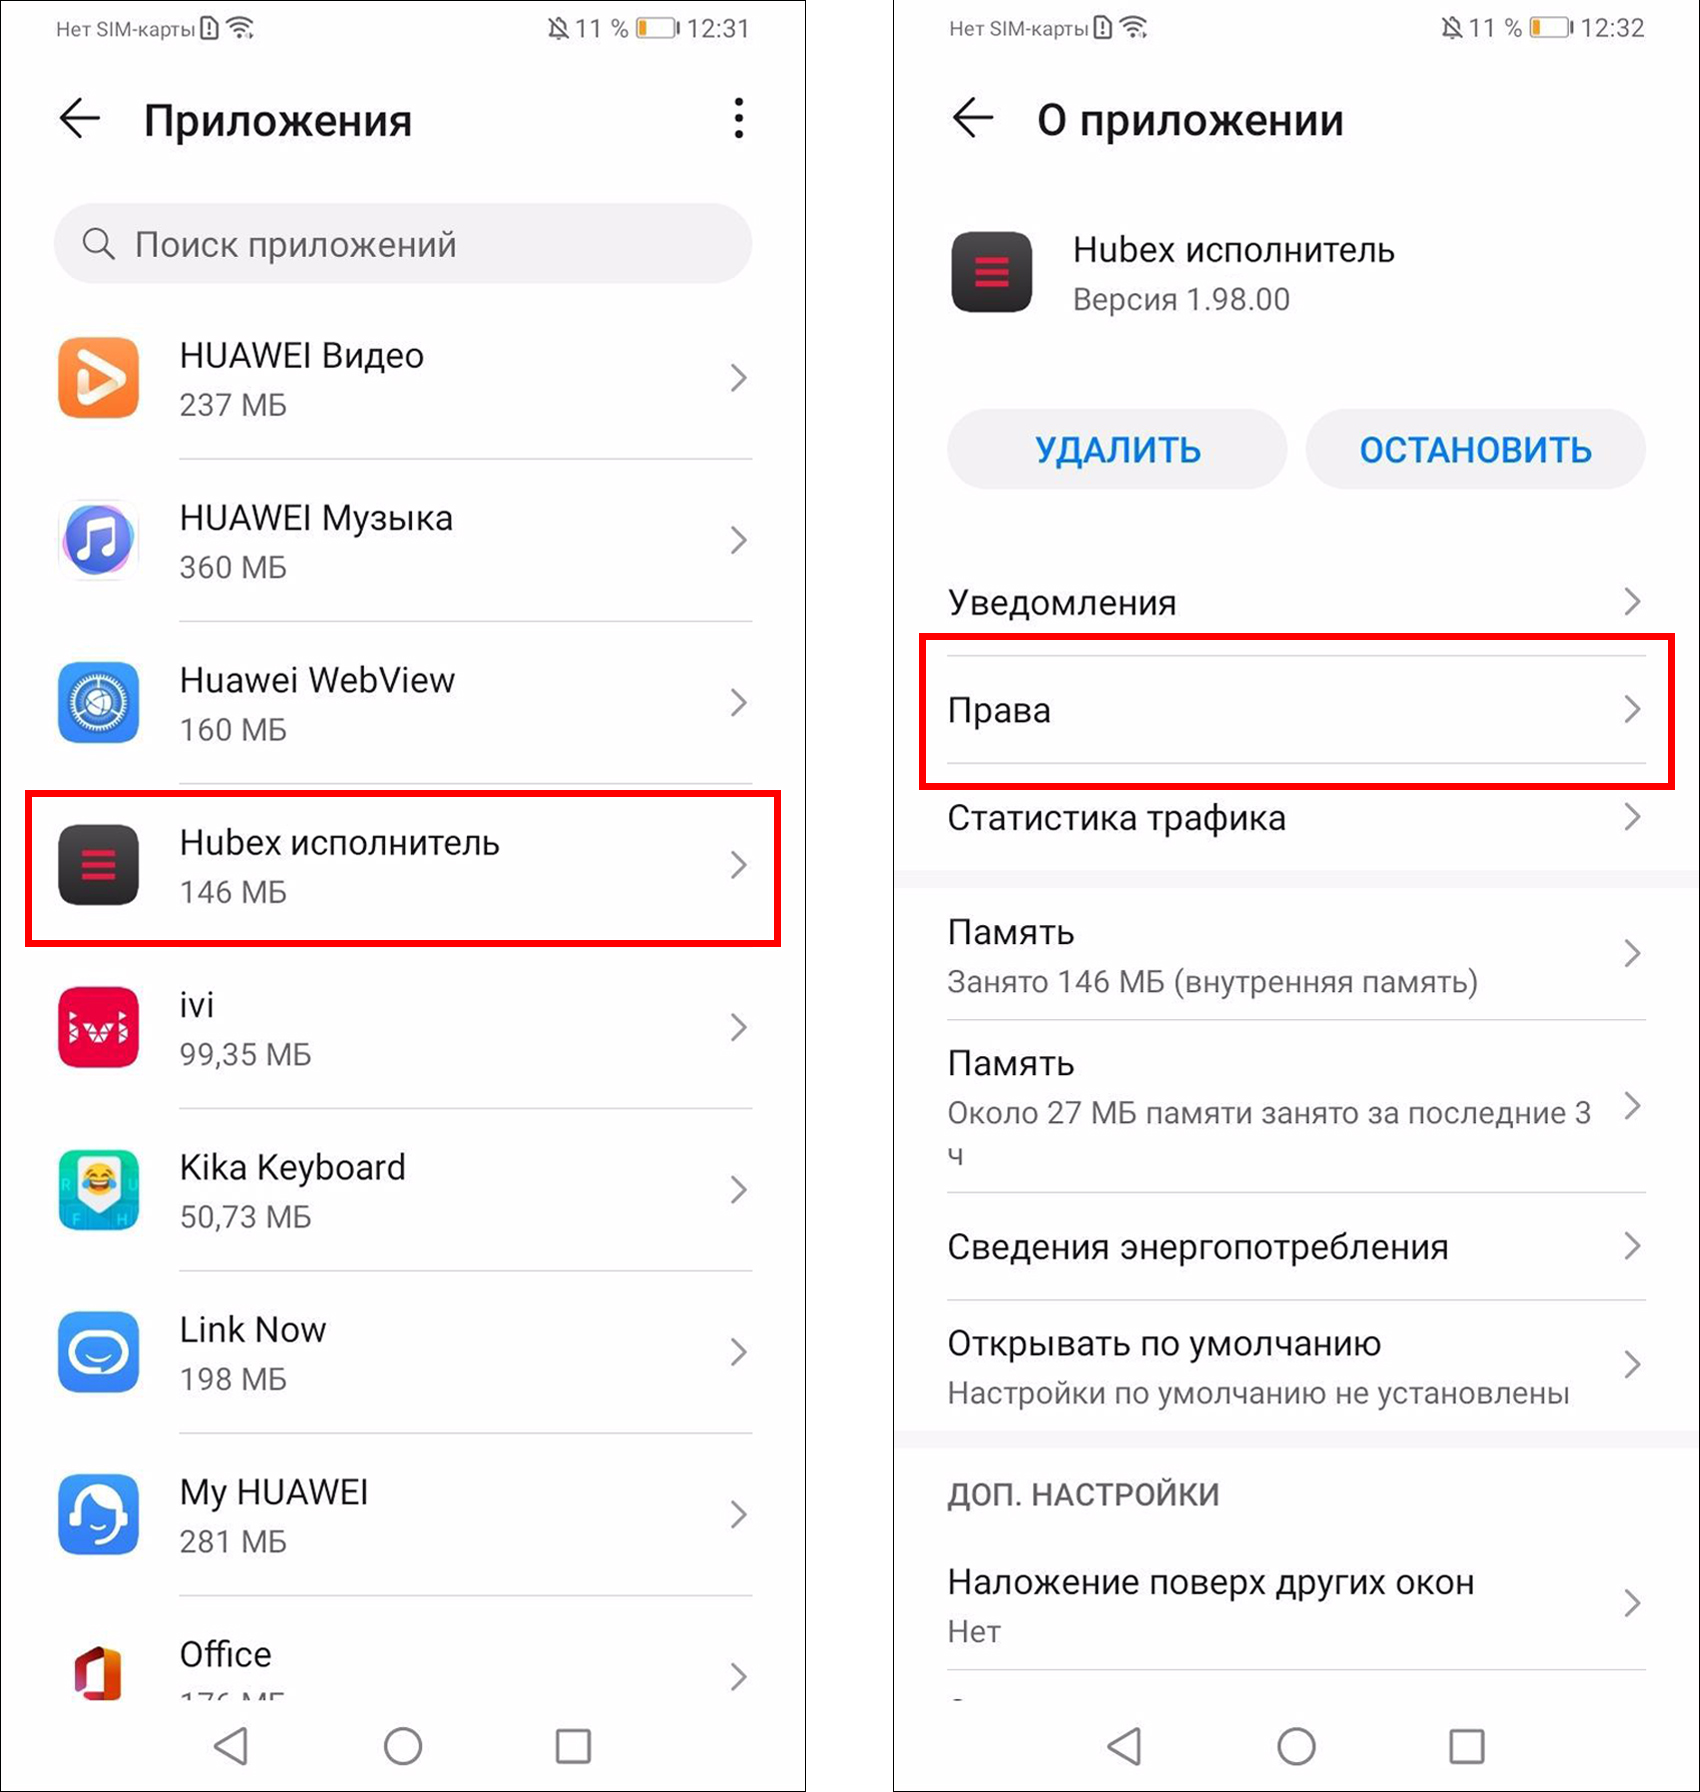 Нет SIM-карты
11 %
12:31
Приложения
Поиск приложений
HUAWEI Видео
237 МБ
HUAWEI Музыка
360 МБ
Huawei WebView
160 МБ
Hubex исполнитель
146 МБ
ivi
ivi
99,35 МБ
Kika Keyboard
50,73 МБ
Link Now
198 МБ
My HUAWEI
281 МБ
Office
Нет SIM-карты
11 %
12:32
О приложении
Hubex исполнитель
Версия 1.98.00
УДАЛИТЬ
ОСТАНОВИТЬ
Уведомления
Права
Статистика трафика
Память
Занято 146 МБ (внутренняя память)
Память
Около 27 МБ памяти занято за последние 3
ч
Сведения энергопотребления
Открывать по умолчанию
Настройки по умолчанию не установлены
ДОП. НАСТРОЙКИ
Наложение поверх других окон
Нет